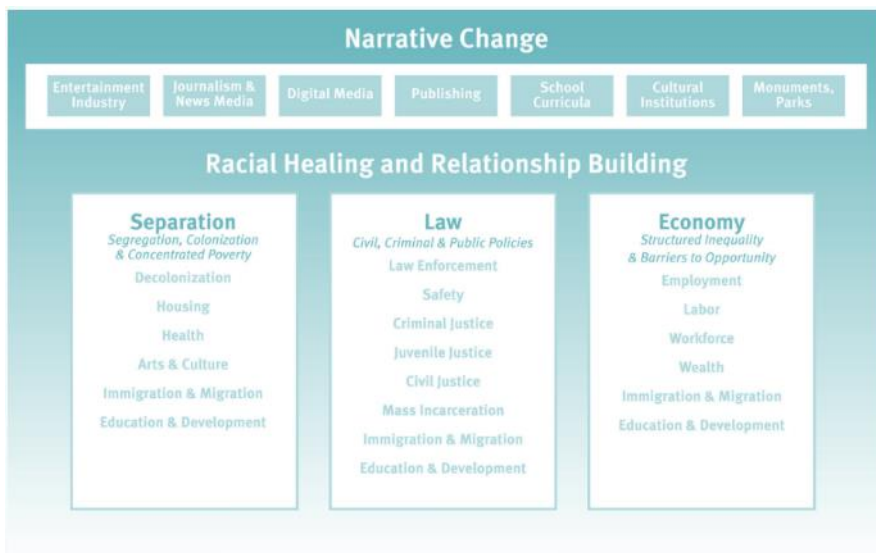 Narrative Change
Entertainment
Industry
Journalism &
News Media
Digital Media
Publishing
School
Curricula
Cultural
Institutions
Monuments,
Parks
Racial Healing and Relationship Building
Separation
Segregation, Colonization
& Concentrated Poverty
Decolonization
Housing
Health
Arts & Culture
Immigration & Migration
Education & Development
Law
Civil, Criminal & Public Policies
Law Enforcement
Safety
Criminal Justice
Juvenile Justice
Civil Justice
Mass Incarceration
Immigration & Migration
Education & Development
Economy
Structured Inequality
& Barriers to Opportunity
Employment
Labor
Workforce
Wealth
Immigration & Migration
Education & Development